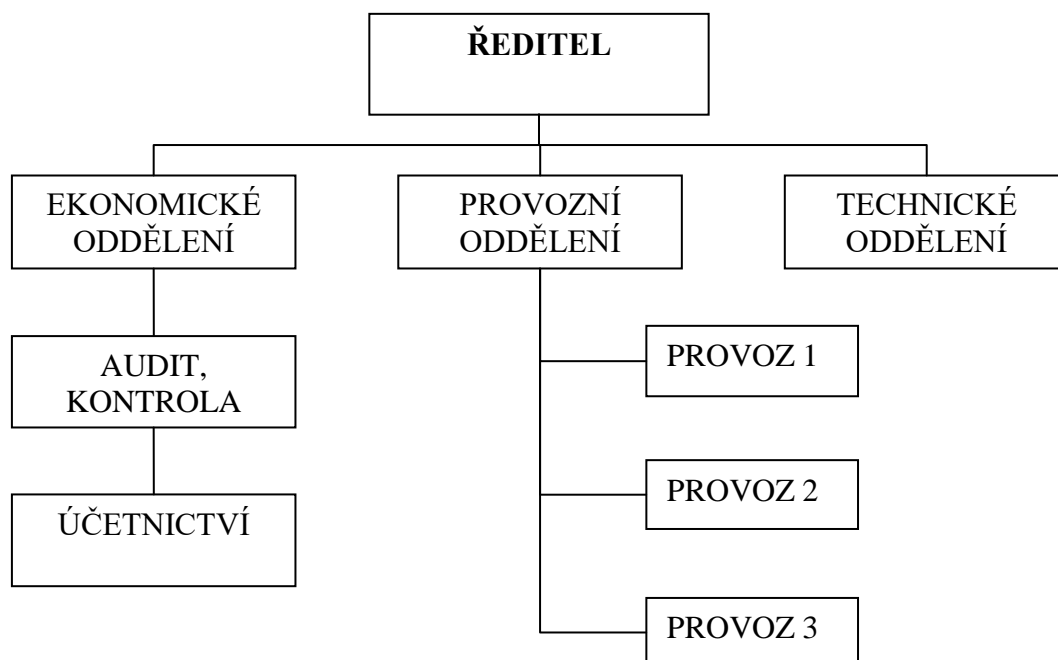 ŘEDITEL
EKONOMICKÉ
ODDĚLENÍ
PROVOZNÍ
ODDĚLENÍ
TECHNICKÉ
ODDĚLENÍ
AUDIT,
KONTROLA
ÚČETNICTVÍ
PROVOZ 1
PROVOZ 2
PROVOZ 3